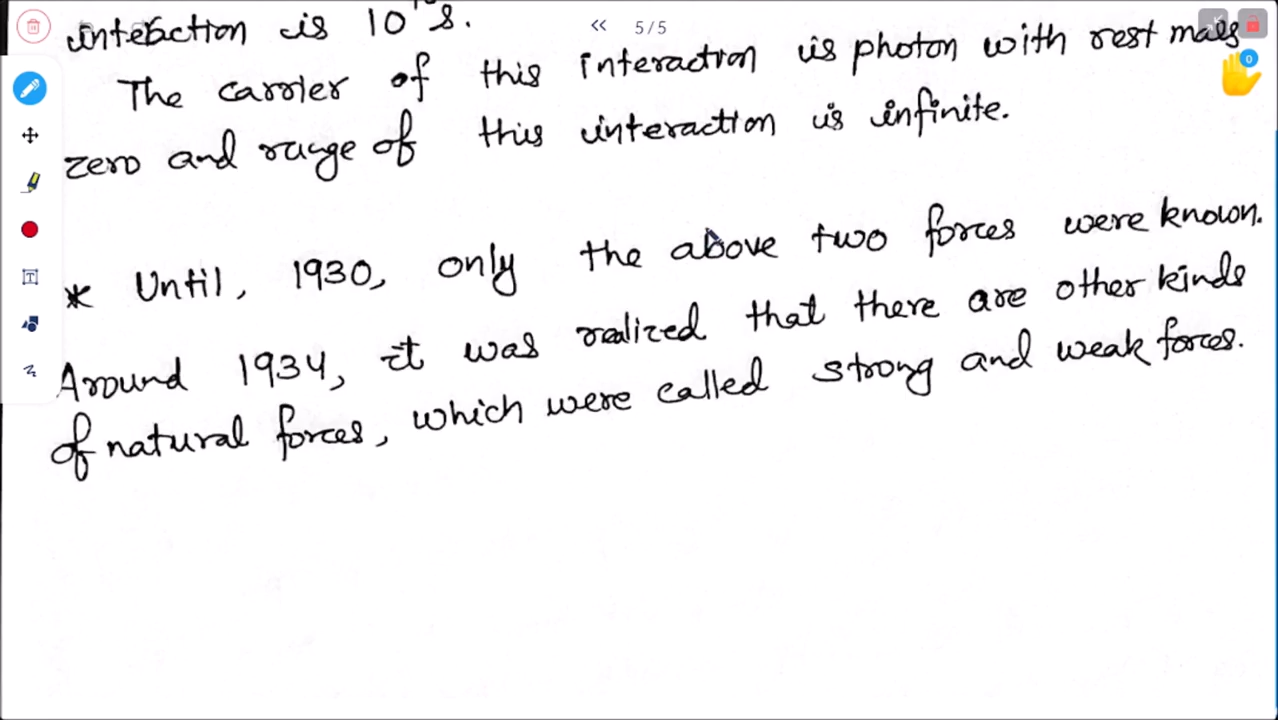 interaction is 10 s.
5/5
The carrier of this interaction is photon with rest mass
zero and range of this interaction is infinite.
* Until, 1930, only the above two forces were known.
Around 1934, it was realized that there are other kinds
of natural forces, which were called strong and weak forces.
0